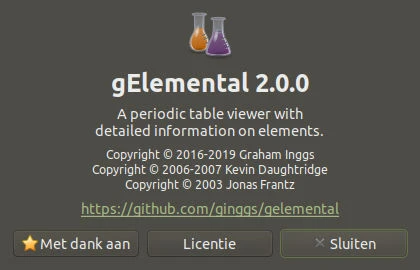 gElemental 2.0.0
A periodic table viewer with
detailed information on elements.
Copyright © 2016-2019 Graham Inggs
Copyright © 2006-2007 Kevin Daughtridge
Copyright © 2003 Jonas Frantz
https://github.com/ginggs/gelemental
Met dank aan
Licentie
Sluiten